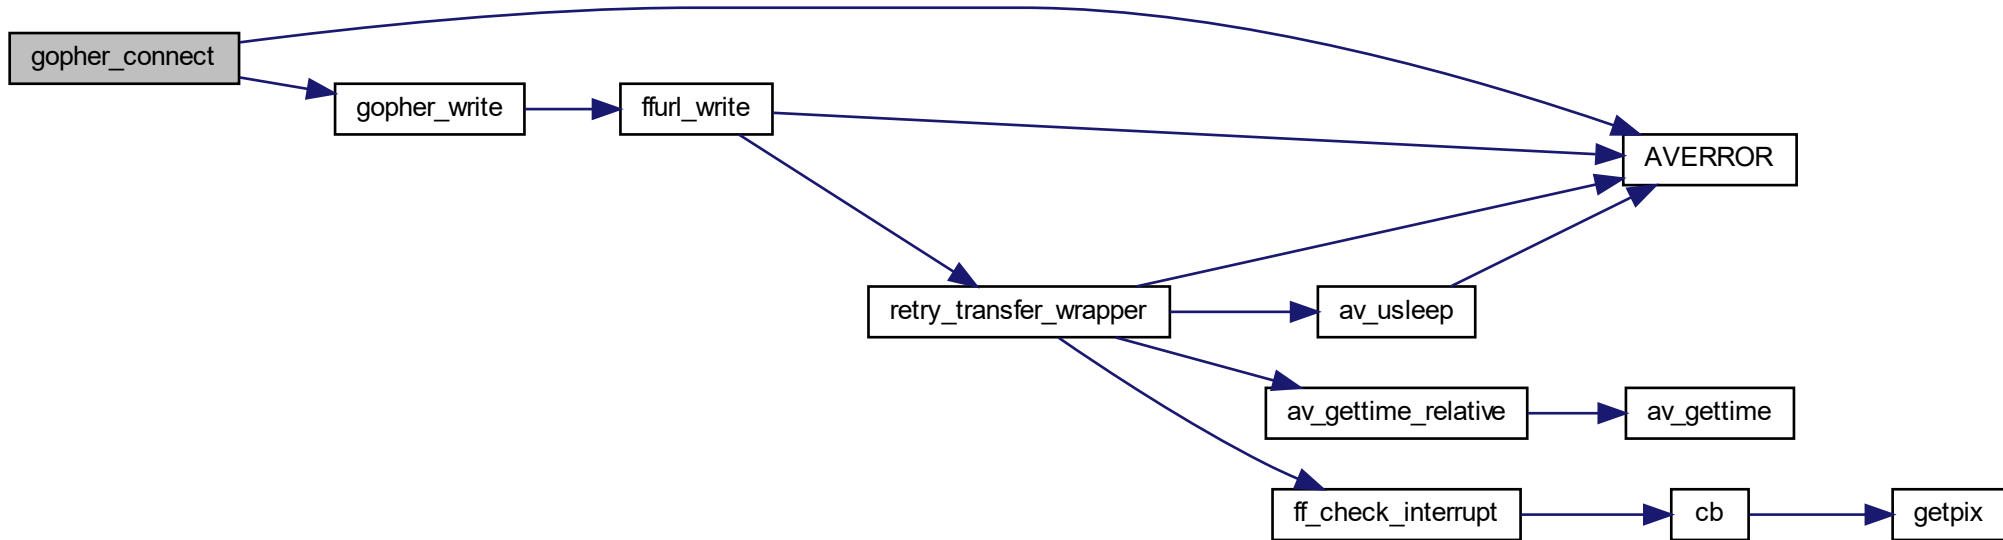 gopher_connect
gopher_write
ffurl_write
AVERROR
retry_transfer_wrapper
av_usleep
av_gettime_relative
av_gettime
ff_check_interrupt
cb
getpix